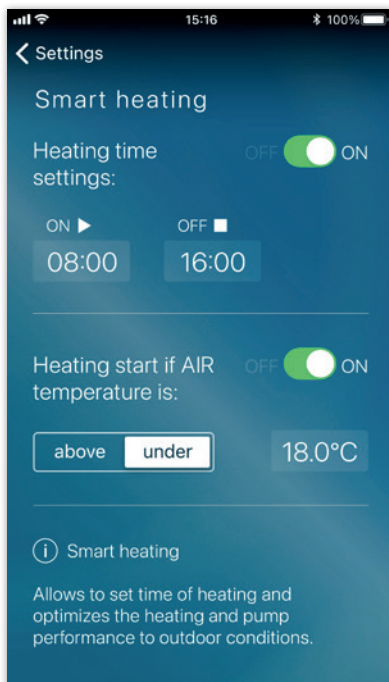 15:16 100%
Settings
Smart heating
Heating time OFF ON
settings:
ON OFF
08:00 16:00
Heating start if AIR OFF ON
temperature is:
above under 18.0°C
i Smart heating
Allows to set time of heating and
optimizes the heating and pump
performance to outdoor conditions.